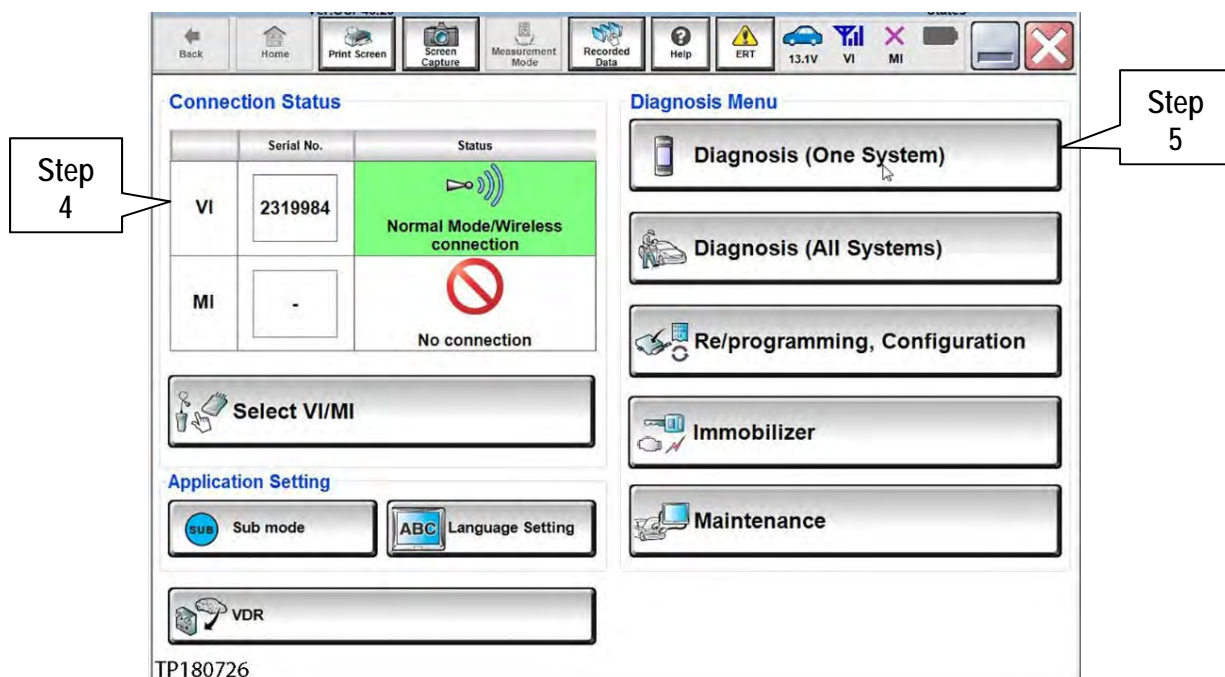 Back
Home
Print Screen
Screen
Capture
Measurement
Mode
Recorded
Data
Help
ERT
13.1V
VI
MI
Connection Status
Serial No.
Status
VI
2319984
Normal Mode/Wireless
connection
MI
-
No connection
Select VI/MI
Application Setting
SUB
Sub mode
ABC
Language Setting
VDR
Diagnosis Menu
Diagnosis (One System)
Diagnosis (All Systems)
Re/programming, Configuration
Immobilizer
Maintenance
Step
4
Step
5
TP180726